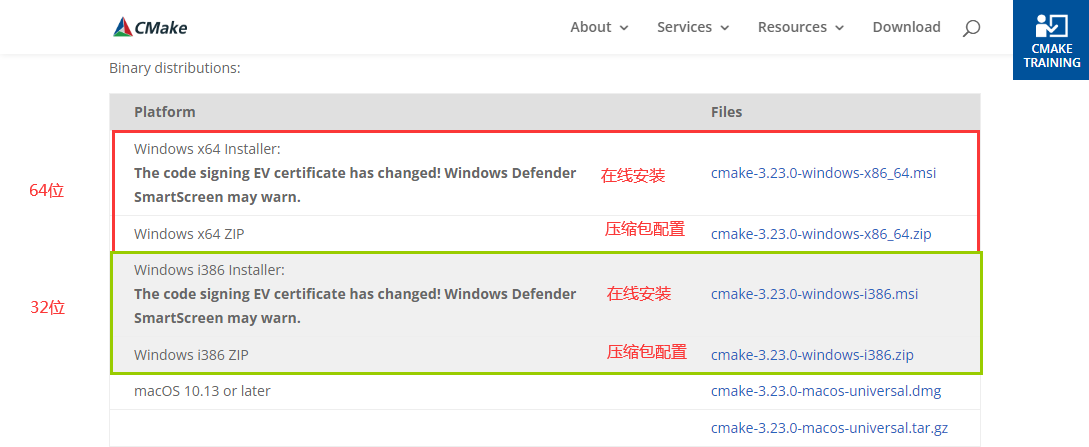 CMake
About
Services
Resources
Download
CMAKE
TRAINING
Binary distributions:
Platform
Files
Windows x64 Installer:
The code signing EV certificate has changed! Windows Defender
SmartScreen may warn.
在线安装
cmake-3.23.0-windows-x86_64.msi
64位
Windows x64 ZIP
压缩包配置
cmake-3.23.0-windows-x86_64.zip
Windows i386 Installer:
The code signing EV certificate has changed! Windows Defender
SmartScreen may warn.
在线安装
cmake-3.23.0-windows-i386.msi
32位
Windows i386 ZIP
压缩包配置
cmake-3.23.0-windows-i386.zip
macOS 10.13 or later
cmake-3.23.0-macos-universal.dmg
cmake-3.23.0-macos-universal.tar.gz